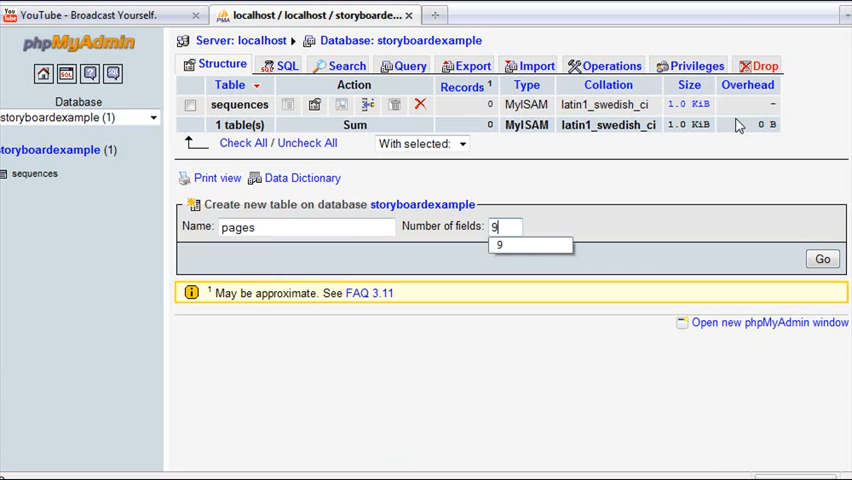 YouTube - Broadcast Yourself. × localhost / localhost / storyboarde... ×
phpMyAdmin
Server: localhost ▸ Database: storyboardexample
Structure SQL Search Query Export Import Operations Privileges Drop
Table Action Records 1 Type Collation Size Overhead
sequences 0 MyISAM latin1_swedish_ci 1.0 KiB -
1 table(s) Sum 0 MyISAM latin1_swedish_ci 1.0 KiB 0 B
Check All / Uncheck All With selected:
Print view Data Dictionary
Create new table on database storyboardexample
Name: pages Number of fields: 9
9
Go
1 May be approximate. See FAQ 3.11
Open new phpMyAdmin window
Database
storyboardexample (1)
storyboardexample (1)
sequences